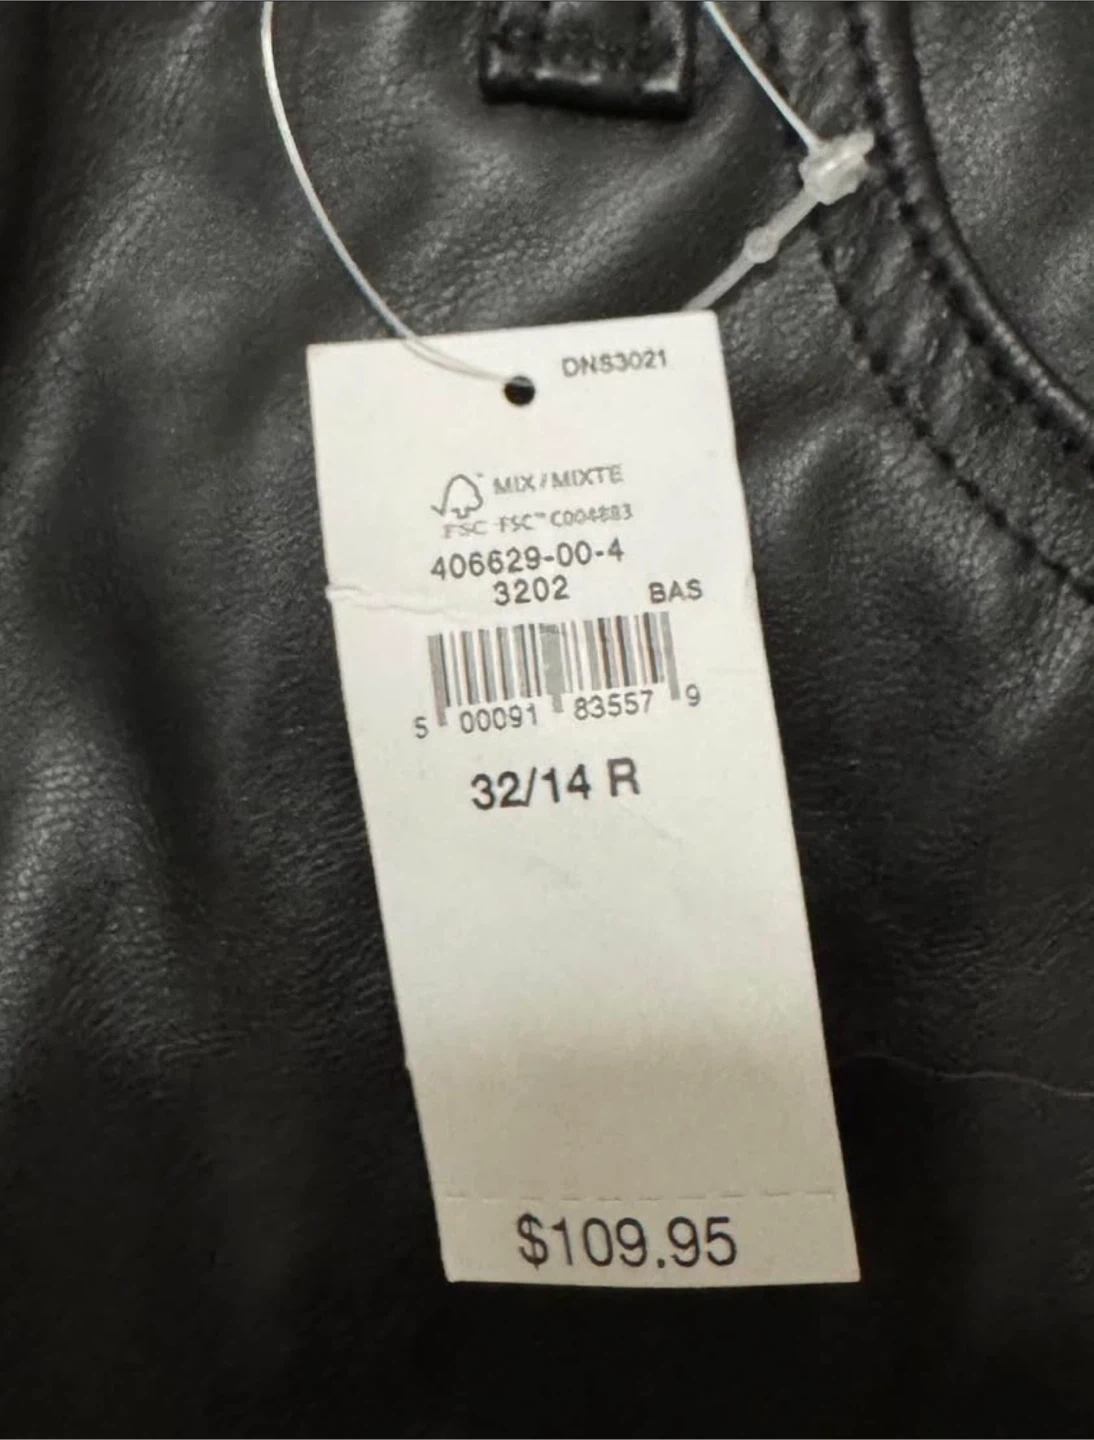 DNS3021
MIX/MIXTE
FSC FSC™ C004883
406629-00-4
3202 BAS
5 00091 83557 9
32/14 R
$109.95